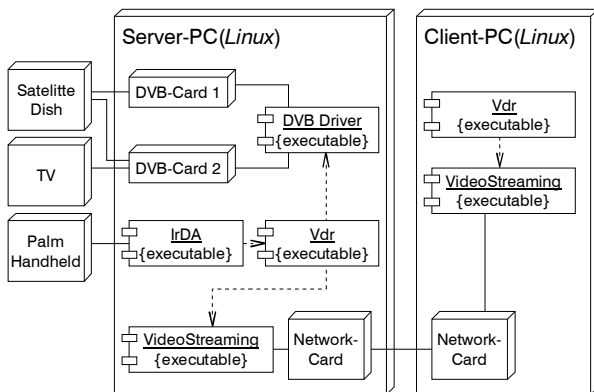 Server-PC(Linux)
Client-PC(Linux)
Satelitte
Dish
DVB-Card 1
DVB Driver
{executable}
Vdr
{executable}
TV
DVB-Card 2
VideoStreaming
{executable}
Palm
Handheld
IrDA
{executable}
Vdr
{executable}
VideoStreaming
{executable}
Network-
Card
Network-
Card